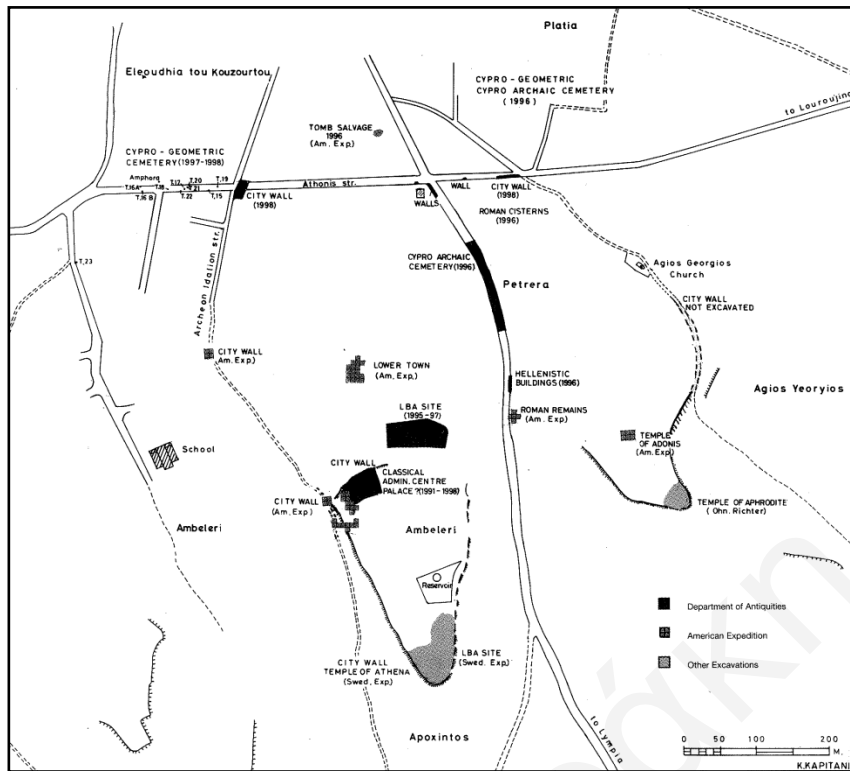 Platia
Eleoudhia tou Kouzourtou
CYPRO - GEOMETRIC
CYPRO ARCHAIC CEMETERY
(1996)
to Louroujina
TOMB SALVAGE
1996
(Am. Exp.)
CYPRO - GEOMETRIC
CEMETERY (1997-1998)
Amphora
T.16A
T.18
T.17
T.20
T.21
T.19
T.16 B
T.22
T.15
Athonis str.
CITY WALL
(1998)
WALLS
WALL
CITY WALL
(1998)
ROMAN CISTERNS
(1996)
T.23
Archeon Idalion str.
CYPRO ARCHAIC
CEMETERY (1996)
Petrera
Agios Georgios
Church
CITY WALL
NOT EXCAVATED
CITY WALL
Am. Exp)
LOWER TOWN
(Am. Exp.)
HELLENISTIC
BUILDINGS (1996)
Agios Yeoryios
LBA SITE
(1995-97)
ROMAN REMAINS
(Am. Exp.)
TEMPLE
OF ADONIS
(Am. Exp)
School
CITY WALL
CLASSICAL
ADMIN. CENTRE
PALACE ? (1991-1998)
CITY WALL
(Am. Exp)
TEMPLE OF APHRODITE
(Ohn. Richter)
Ambeleri
Ambeleri
Reservoir
Department of Antiquities
American Expedition
Other Excavations
CITY WALL
TEMPLE OF ATHENA
(Swed. Exp)
LBA SITE
(Swed. Exp.)
Apoxintos
to Lympia
0 50 100 200
M.
K.KAPITANI